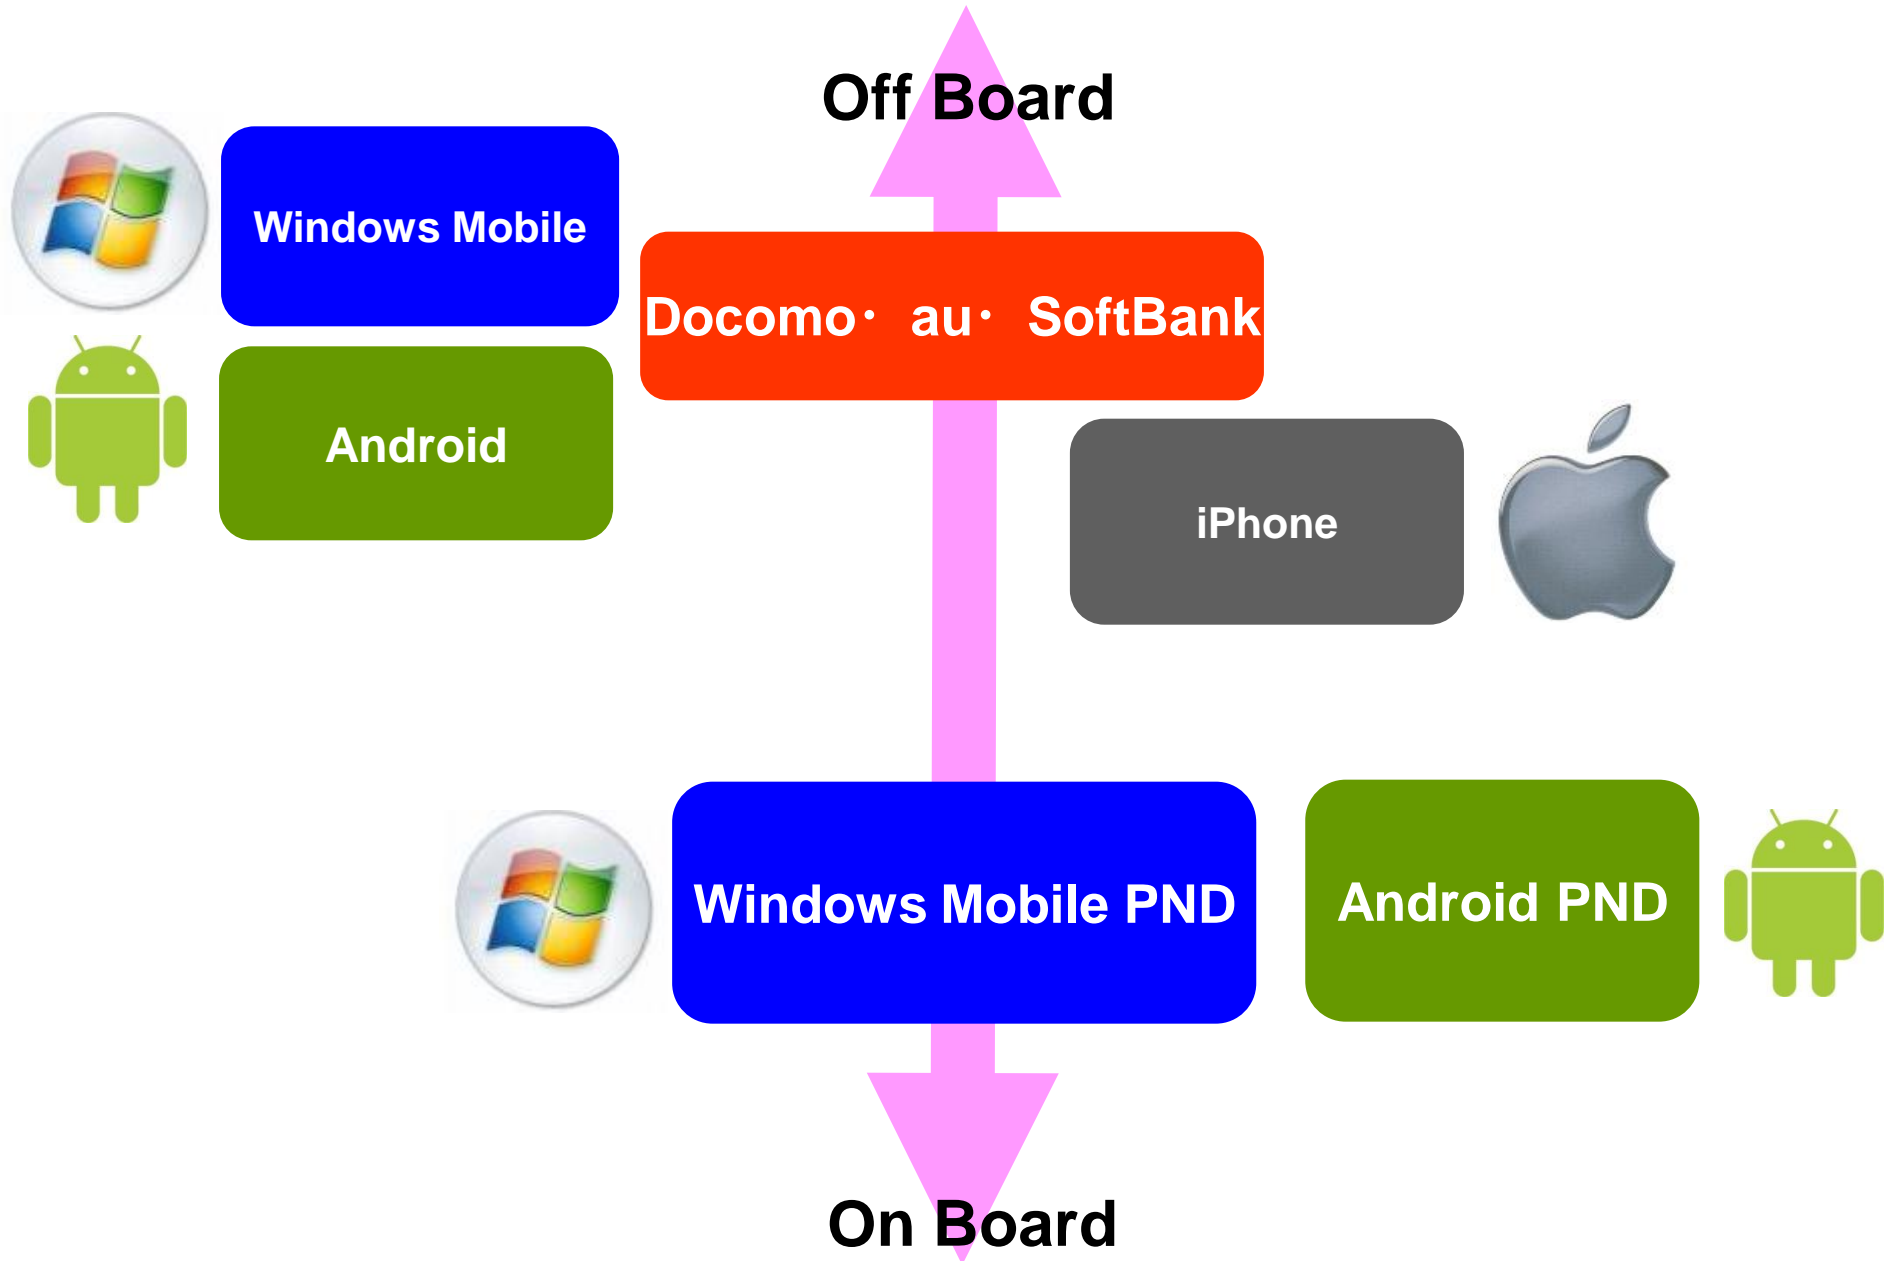 Off Board
Windows Mobile
Docomo・ au・ SoftBank
Android
iPhone
Windows Mobile PND
Android PND
On Board